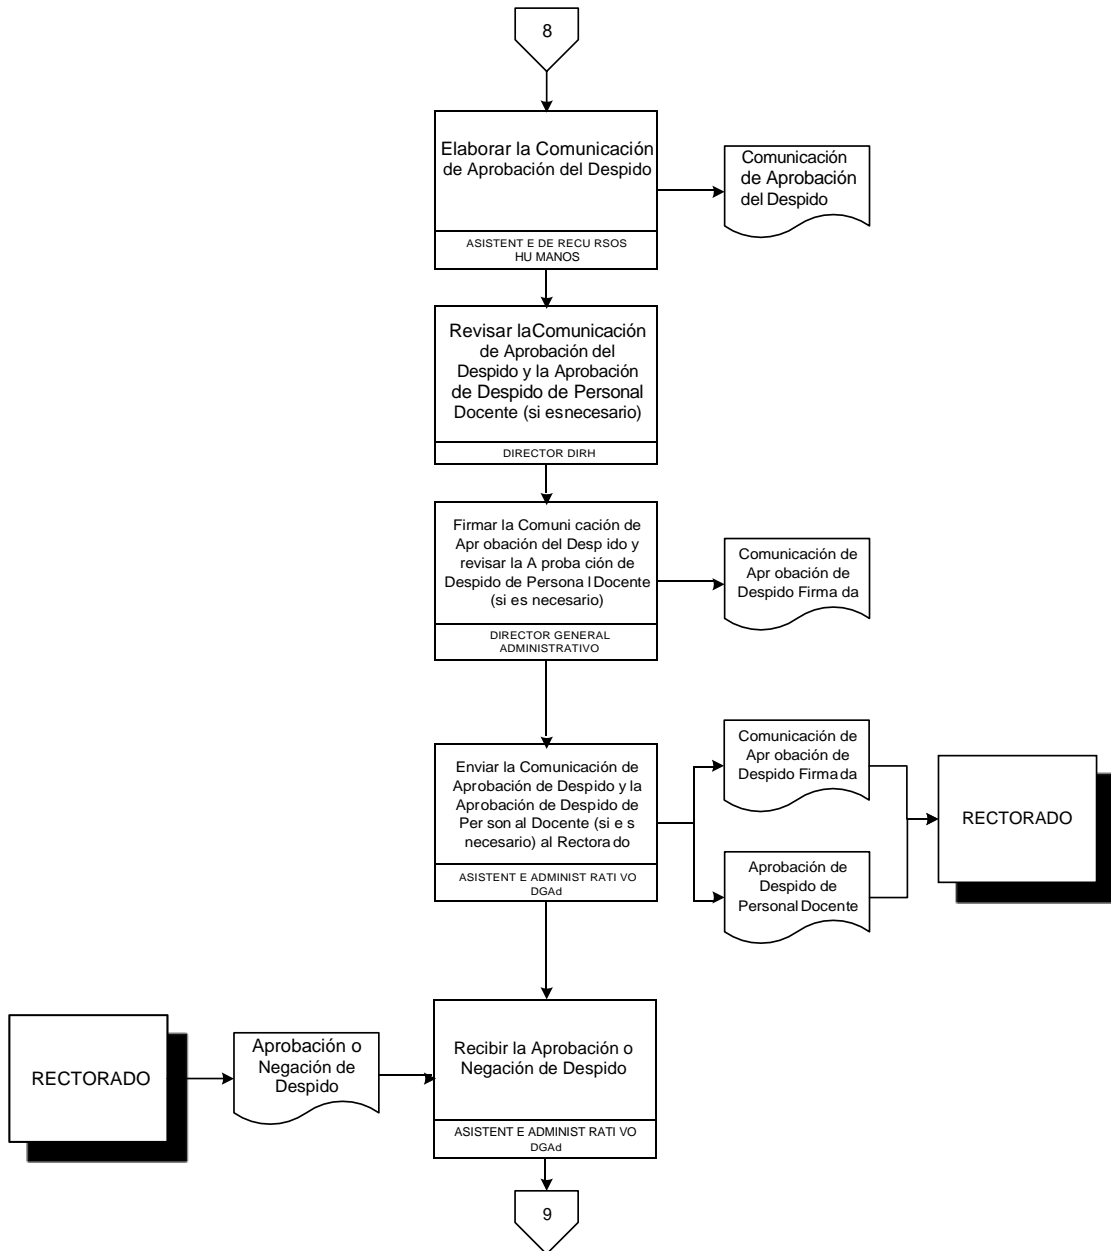 8
Elaborar la Comunicación
de Aprobación del Despido
ASISTENT E DE RECU RSOS
HU MANOS
Comunicación
de Aprobación
del Despido
Revisar laComunicación
de Aprobación del
Despido y la Aprobación
de Despido de Personal
Docente (si esnecesario)
DIRECTOR DIRH
Firmar la Comuni cación de
Apr obación del Desp ido y
revisar la A proba ción de
Despido de Persona l Docente
(si es necesario)
DIRECTOR GENERAL
ADMINISTRATIVO
Comunicación de
Apr obación de
Despido Firma da
Enviar la Comunicación de
Aprobación de Despido y la
Aprobación de Despido de
Per son al Docente (si e s
necesario) al Rectora do
ASISTENT E ADMINIST RATI VO
DGAd
Comunicación de
Apr obación de
Despido Firma da
Aprobación de
Despido de
Personal Docente
RECTORADO
RECTORADO
Aprobación o
Negación de
Despido
Recibir la Aprobación o
Negación de Despido
ASISTENT E ADMINIST RATI VO
DGAd
9